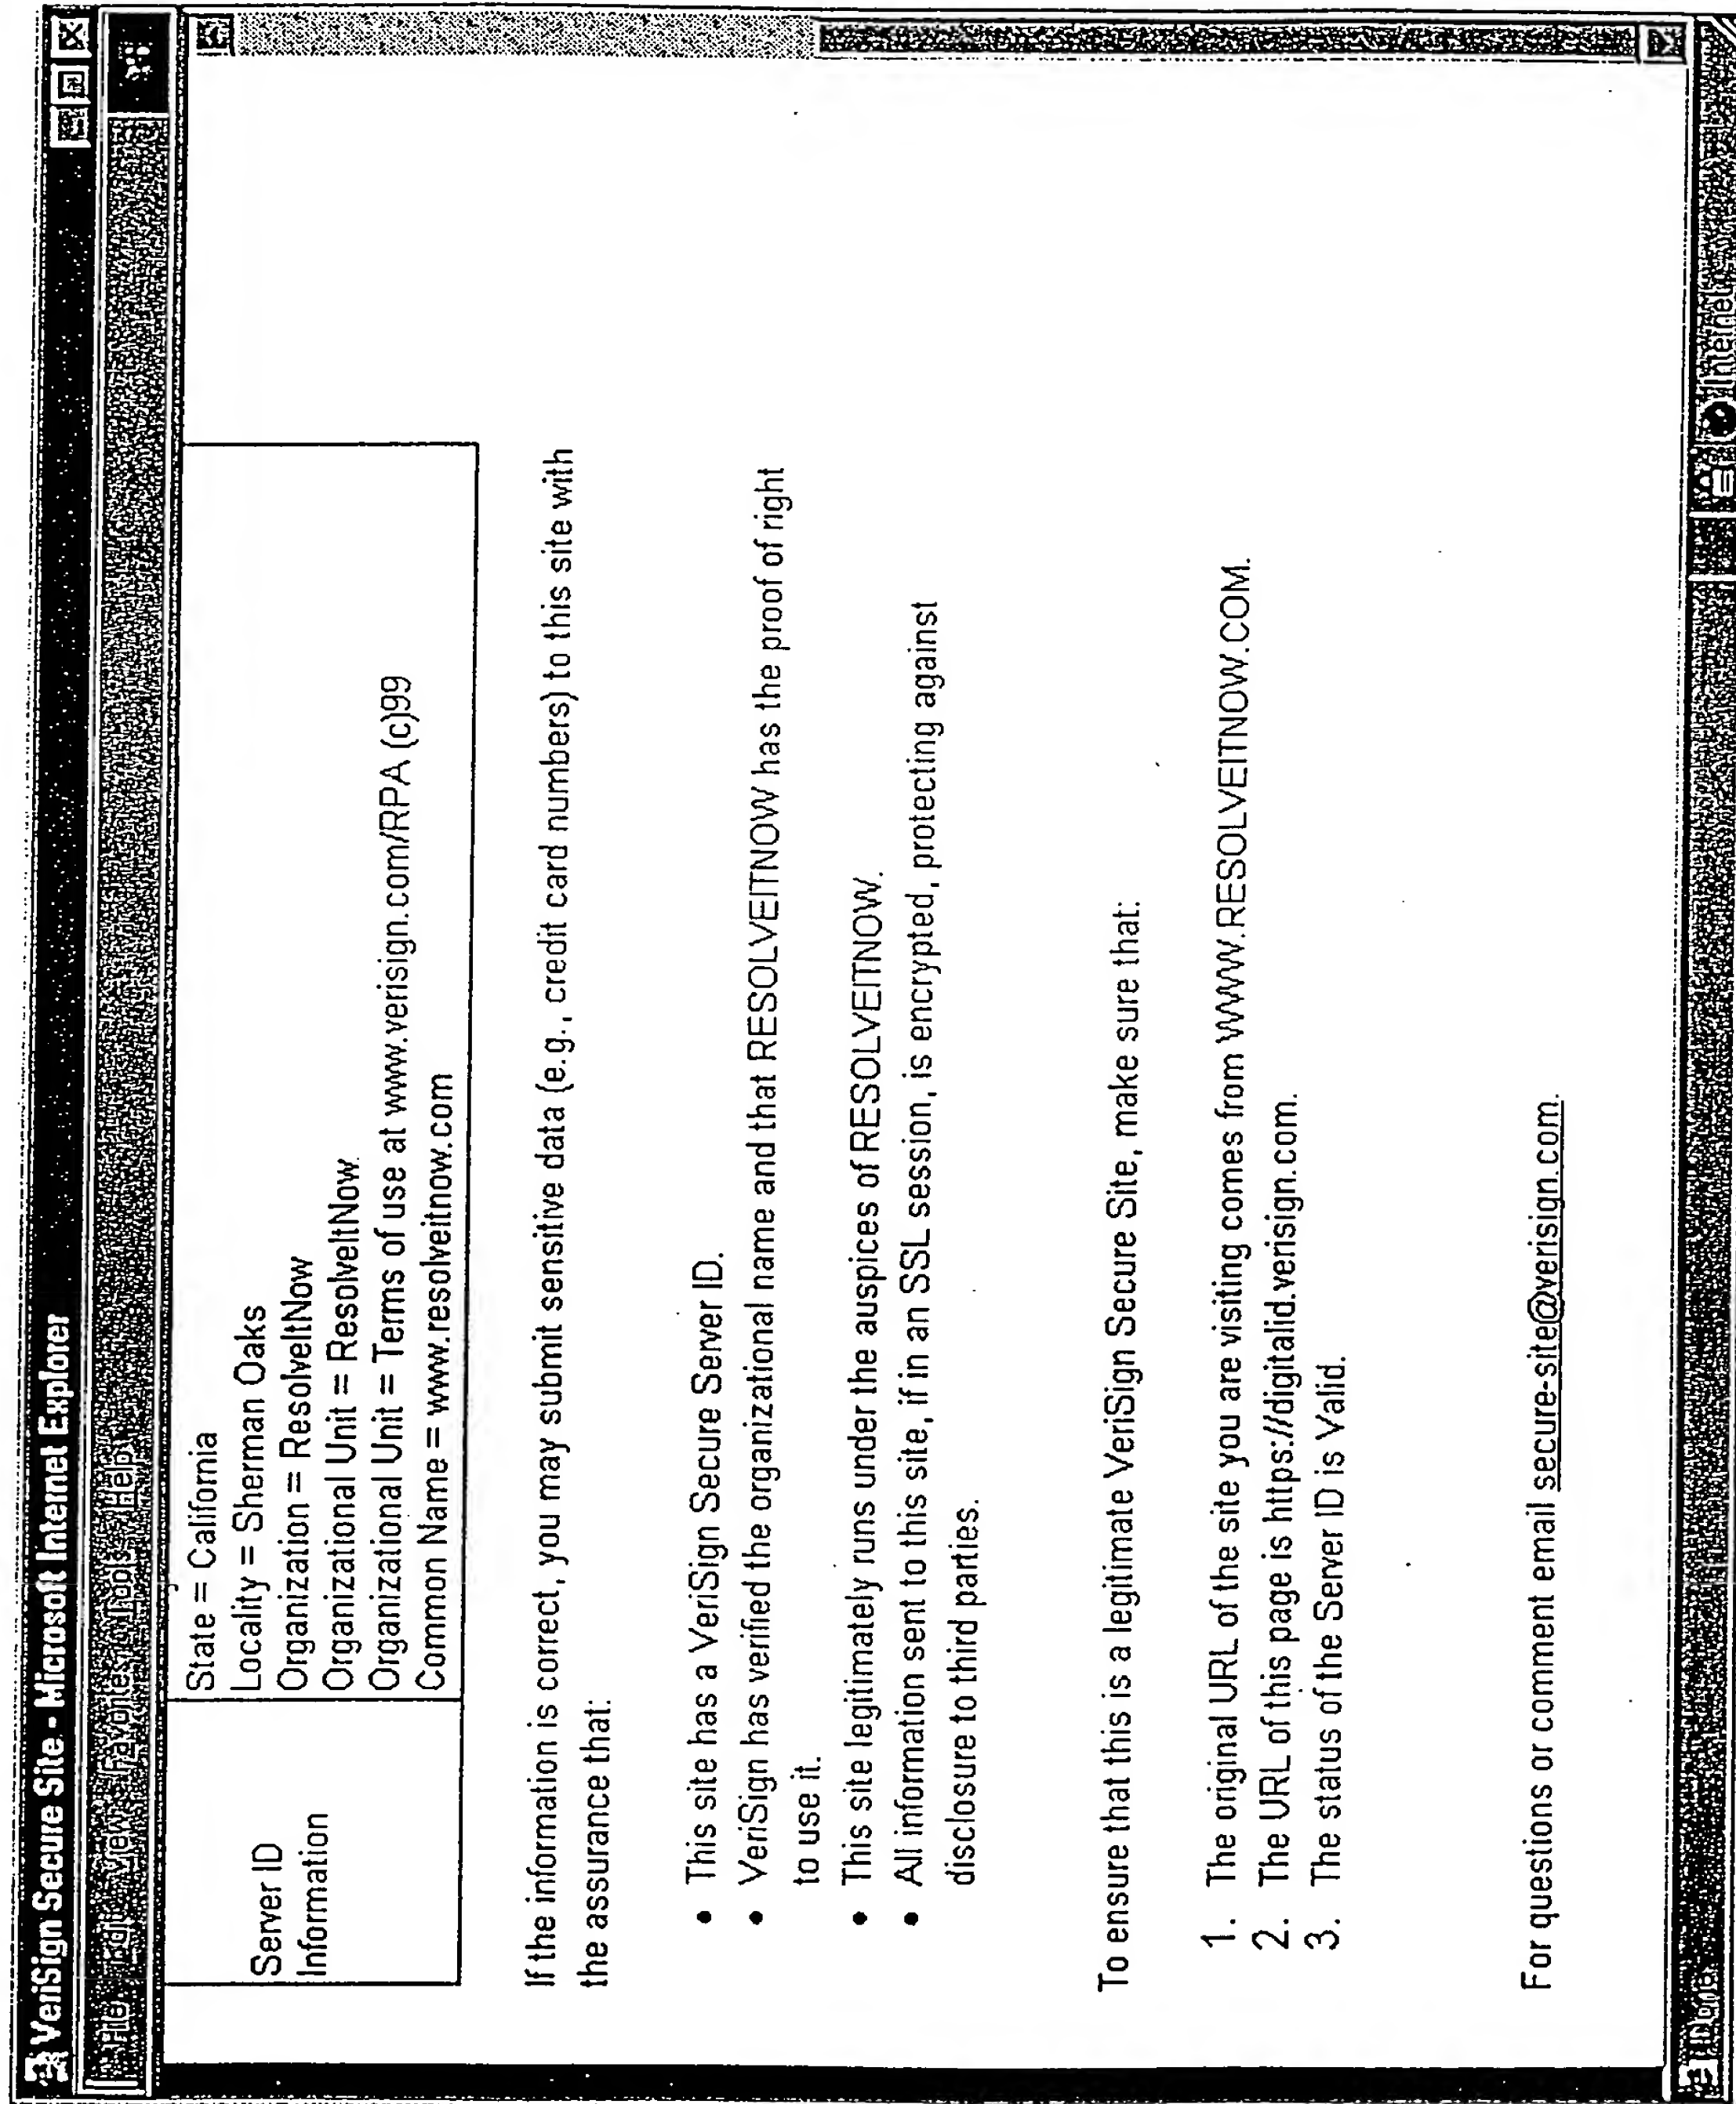 VeriSign Secure Site - Microsoft Internet Explorer
File Edit View Favorites Tools Help
Server ID
Information
State = California
Locality = Sherman Oaks
Organization = ResolveItNow
Organizational Unit = ResolveItNow
Organizational Unit = Terms of use at www.verisign.com/RPA (c)99
Common Name = www.resolveitnow.com
If the information is correct, you may submit sensitive data (e.g., credit card numbers) to this site with
the assurance that:
• This site has a VeriSign Secure Server ID.
• VeriSign has verified the organizational name and that RESOLVEITNOW has the proof of right
to use it.
• This site legitimately runs under the auspices of RESOLVEITNOW.
• All information sent to this site, if in an SSL session, is encrypted, protecting against
disclosure to third parties.
To ensure that this is a legitimate VeriSign Secure Site, make sure that:
1. The original URL of the site you are visiting comes from WWW.RESOLVEITNOW.COM.
2. The URL of this page is https://digitalid.verisign.com.
3. The status of the Server ID is Valid.
For questions or comment email secure-site@verisign.com.
Done
Internet